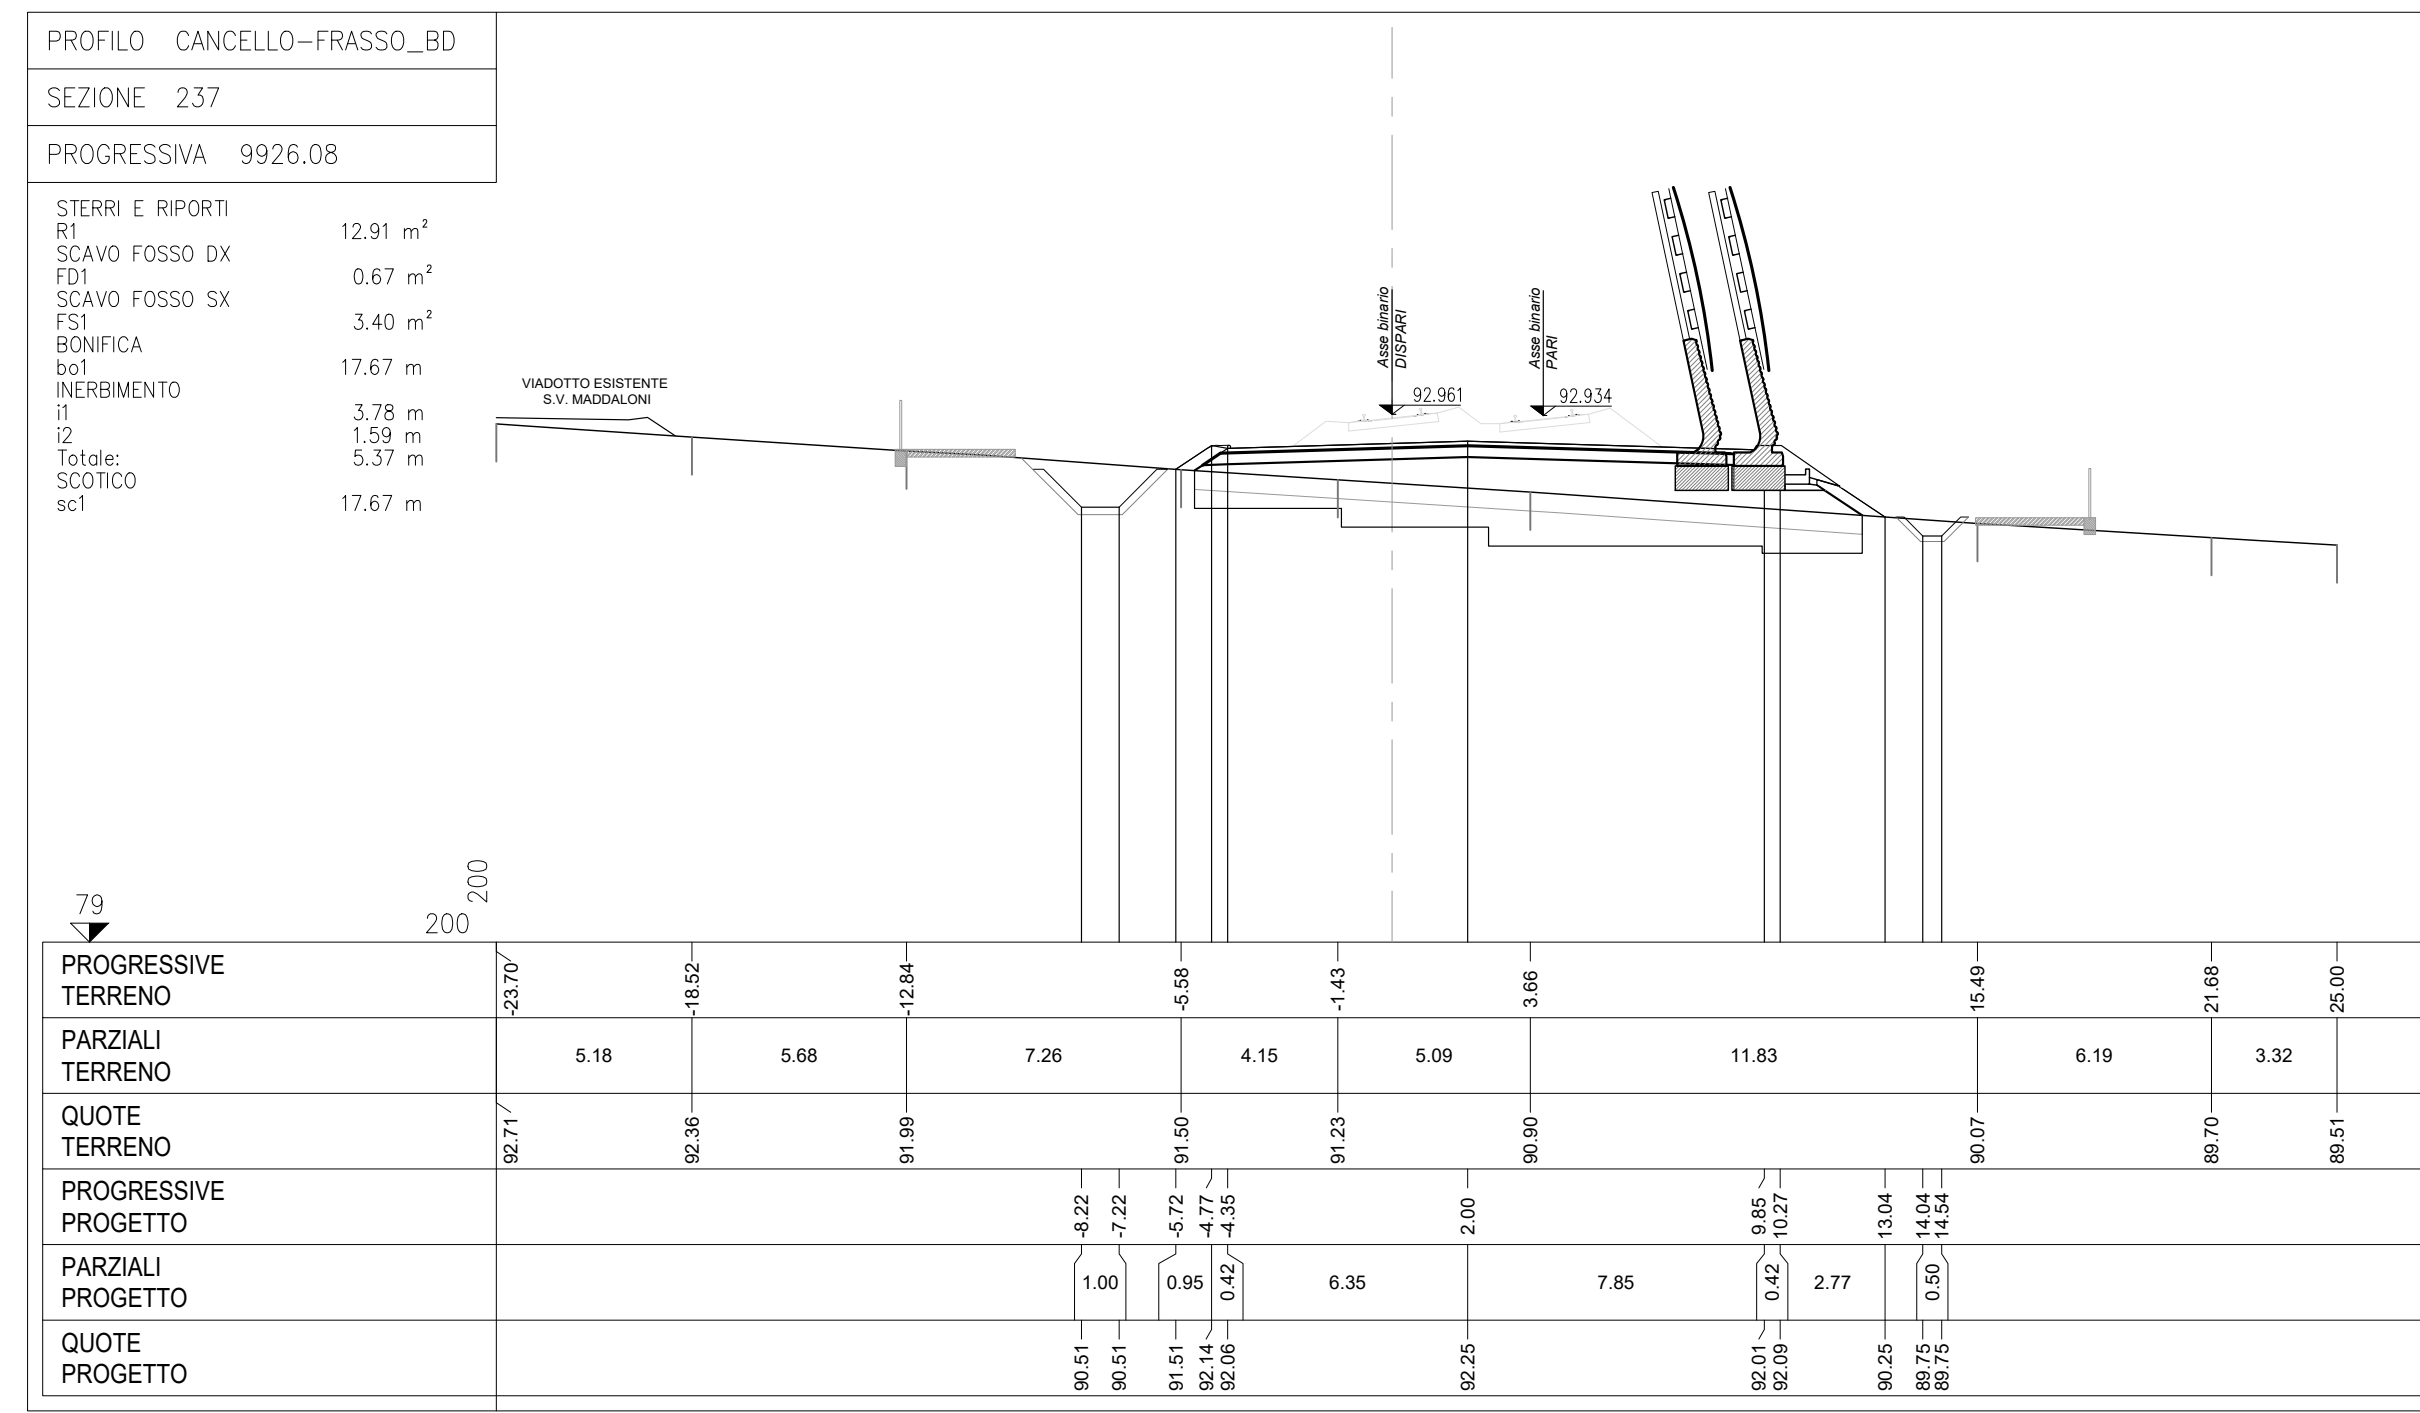 PROFILO CANCELLO-FRASSO_BD
SEZIONE 237
PROGRESSIVA 9926.08
STERRI E RIPORTI
R1 12.91 m²
SCAVO FOSSO DX
FD1 0.67 m²
SCAVO FOSSO SX
FS1 3.40 m²
BONIFICA
bo1 17.67 m
INERBIMENTO
i1 3.78 m
i2 1.59 m
Totale: 5.37 m
SCOTICO
sc1 17.67 m
VIADOTTO ESISTENTE
S.V. MADDALONI
Asse binario
DISPARI
92.961
Asse binario
PARI
92.934
79
200
200
PROGRESSIVE
TERRENO
-23.70 -18.52 -12.84 -5.58 -1.43 3.66 15.49 21.68 25.00
PARZIALI
TERRENO
5.18 5.68 7.26 4.15 5.09 11.83 6.19 3.32
QUOTE
TERRENO
92.71 92.36 91.99 91.50 91.23 90.90 90.07 89.70 89.51
PROGRESSIVE
PROGETTO
-8.22 -7.22 -5.72 -4.77 -4.35 2.00 9.85 10.27 13.04 14.04 14.54
PARZIALI
PROGETTO
1.00 0.95 0.42 6.35 7.85 0.42 2.77 0.50
QUOTE
PROGETTO
90.51 90.51 91.51 92.14 92.06 92.25 92.01 92.09 90.25 89.75 89.75